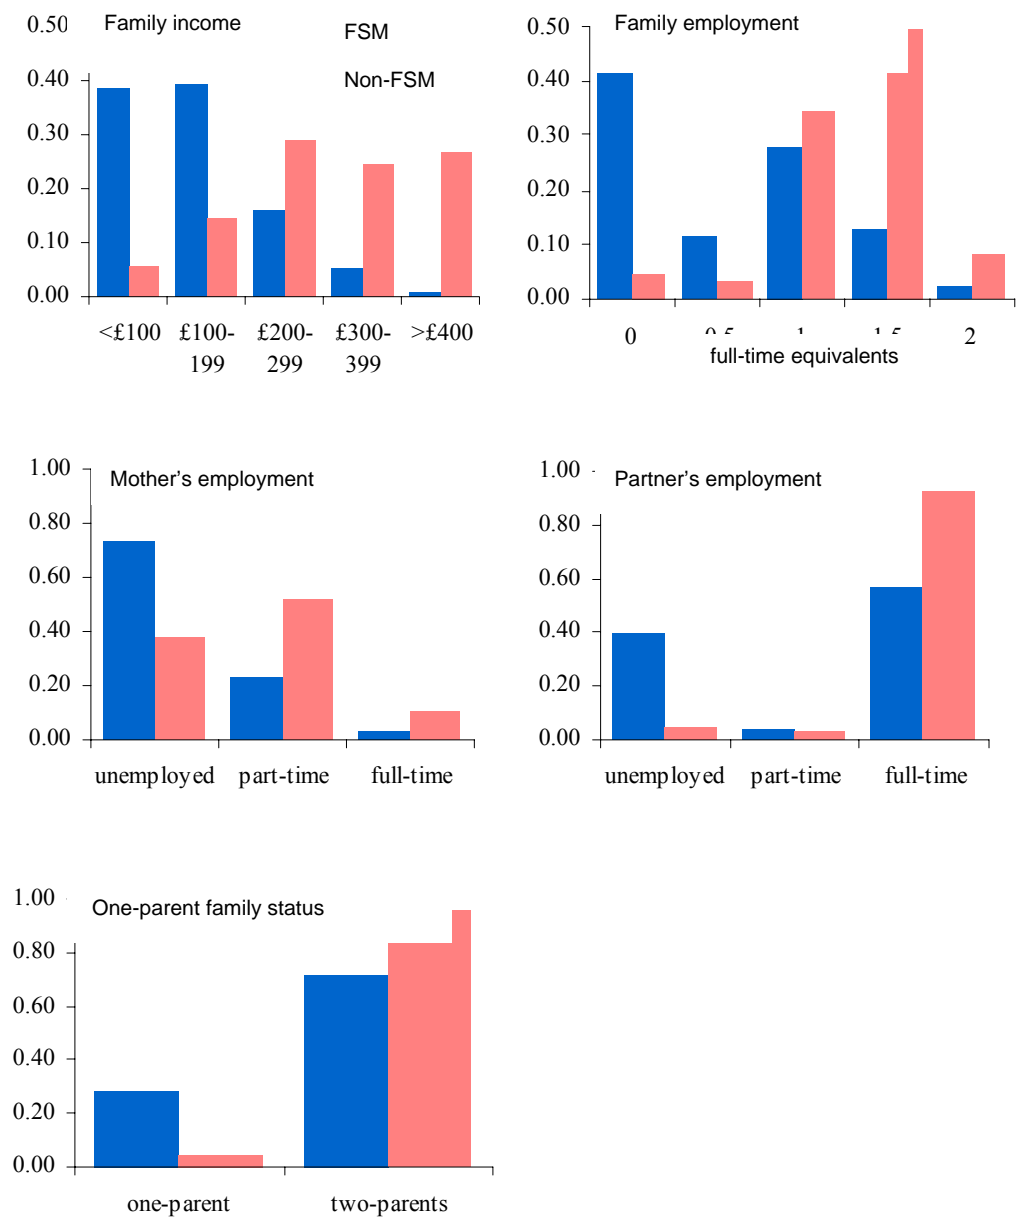 Family income
FSM
Non-FSM
0.50
0.40
0.30
0.20
0.10
0.00
<£100 £100- £200- £300- >£400
199 299 399
Family employment
0.50
0.40
0.30
0.20
0.10
0.00
0 0.5 1 1.5 2
full-time equivalents
Mother's employment
1.00
0.80
0.60
0.40
0.20
0.00
unemployed part-time full-time
Partner's employment
1.00
0.80
0.60
0.40
0.20
0.00
unemployed part-time full-time
One-parent family status
1.00
0.80
0.60
0.40
0.20
0.00
one-parent two-parents